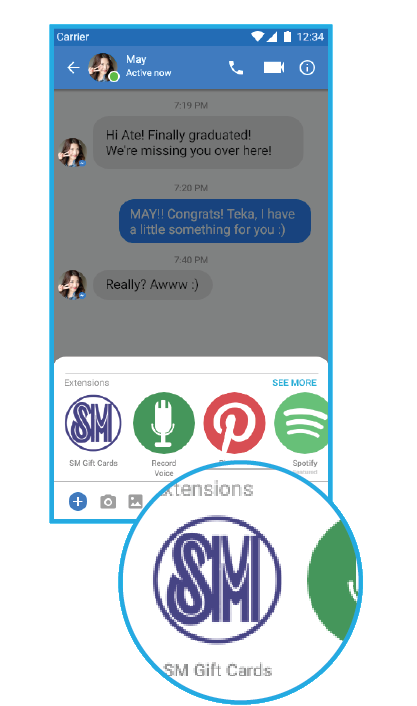 Carrier
12:34
May
Active now
7:19 PM
Hi Ate! Finally graduated!
We're missing you over here!
7:20 PM
MAY!! Congrats! Teka, I have
a little something for you :)
7:40 PM
Really? Awww :)
Extensions
SEE MORE
SM
SM Gift Cards
Record
Voice
Spotify
xtensions
SM
SM Gift Cards